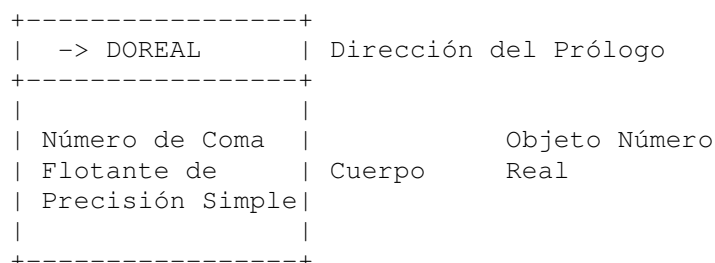 -> DOREAL Dirección del Prólogo
Número de Coma Objeto Número
Flotante de Cuerpo Real
Precisión Simple